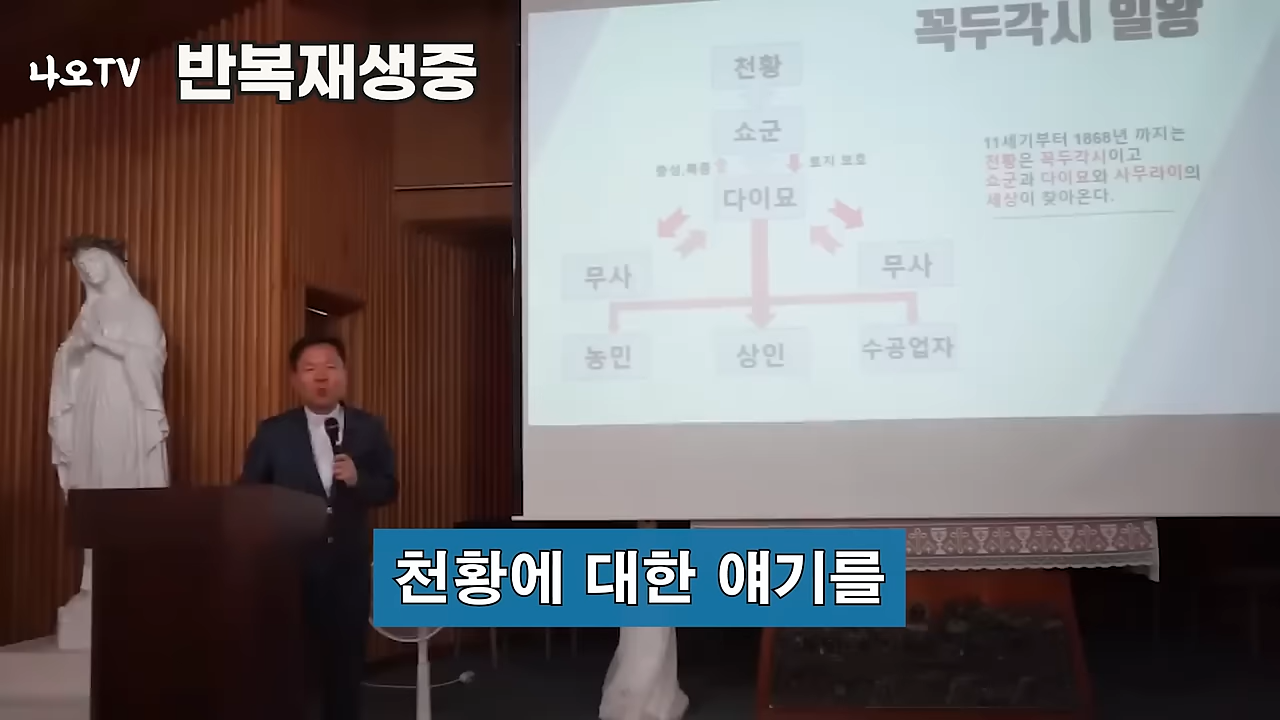 나오TV 반복재생중
꼭두각시 일왕
천황
쇼군
충성,복종
토지 보호
다이묘
무사
무사
농민
상인
수공업자
11세기부터 1868년 까지는
천황은 꼭두각시이고
쇼군과 다이묘와 사무라이의
세상이 찾아온다.
천황에 대한 얘기를